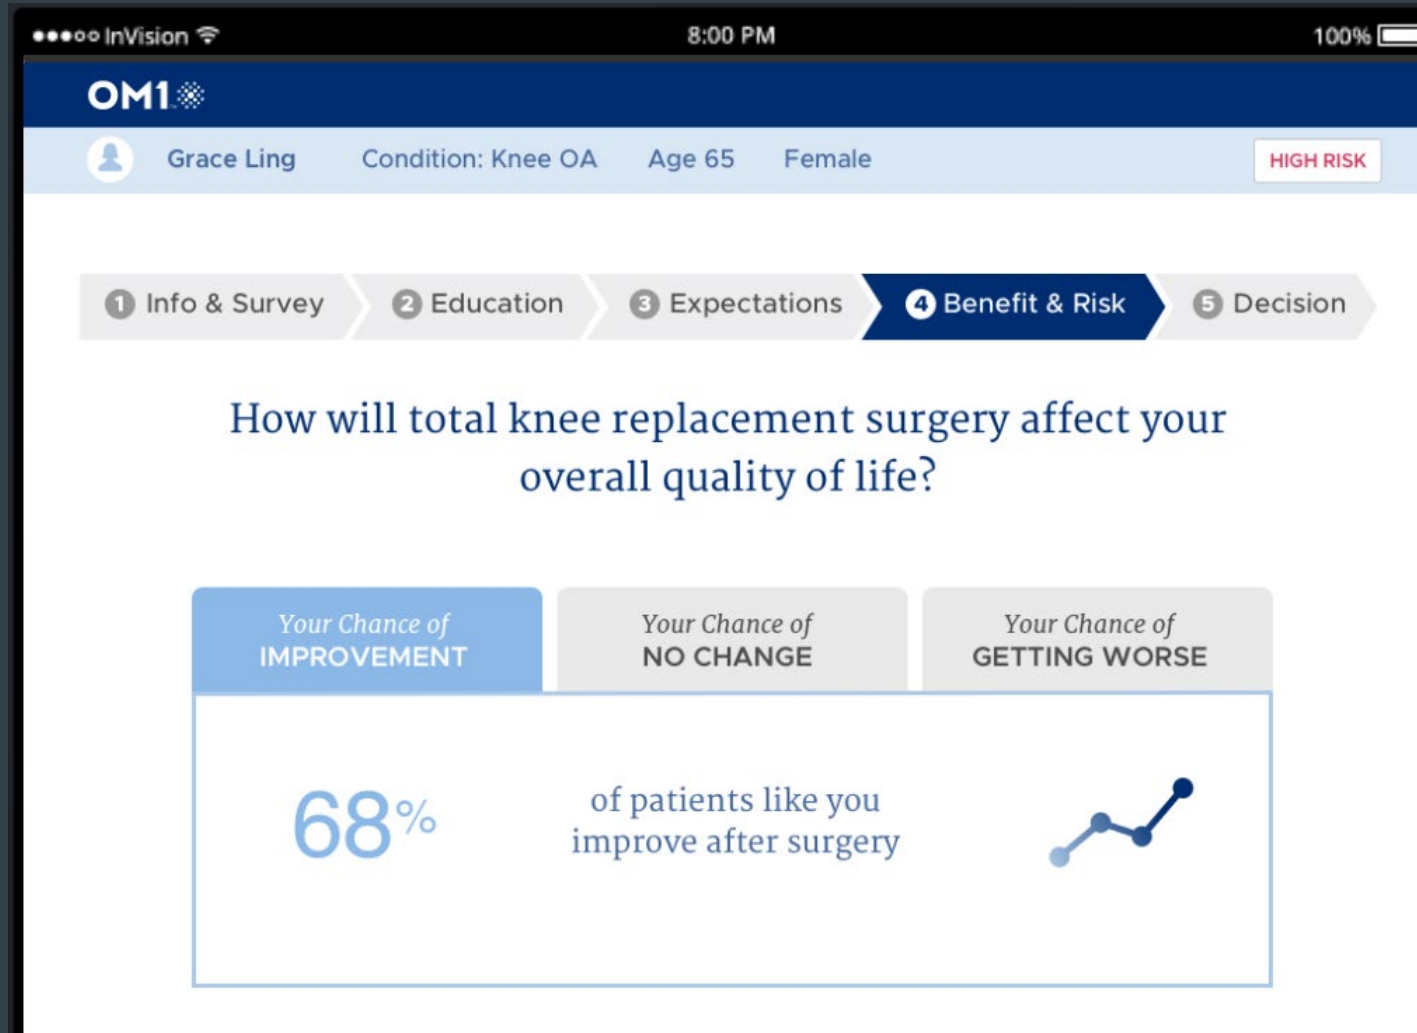 InVision 8:00 PM 100%
OM1
Grace Ling Condition: Knee OA Age 65 Female HIGH RISK
1 Info & Survey 2 Education 3 Expectations 4 Benefit & Risk 5 Decision
How will total knee replacement surgery affect your
overall quality of life?
Your Chance of
IMPROVEMENT
Your Chance of
NO CHANGE
Your Chance of
GETTING WORSE
68%
of patients like you
improve after surgery